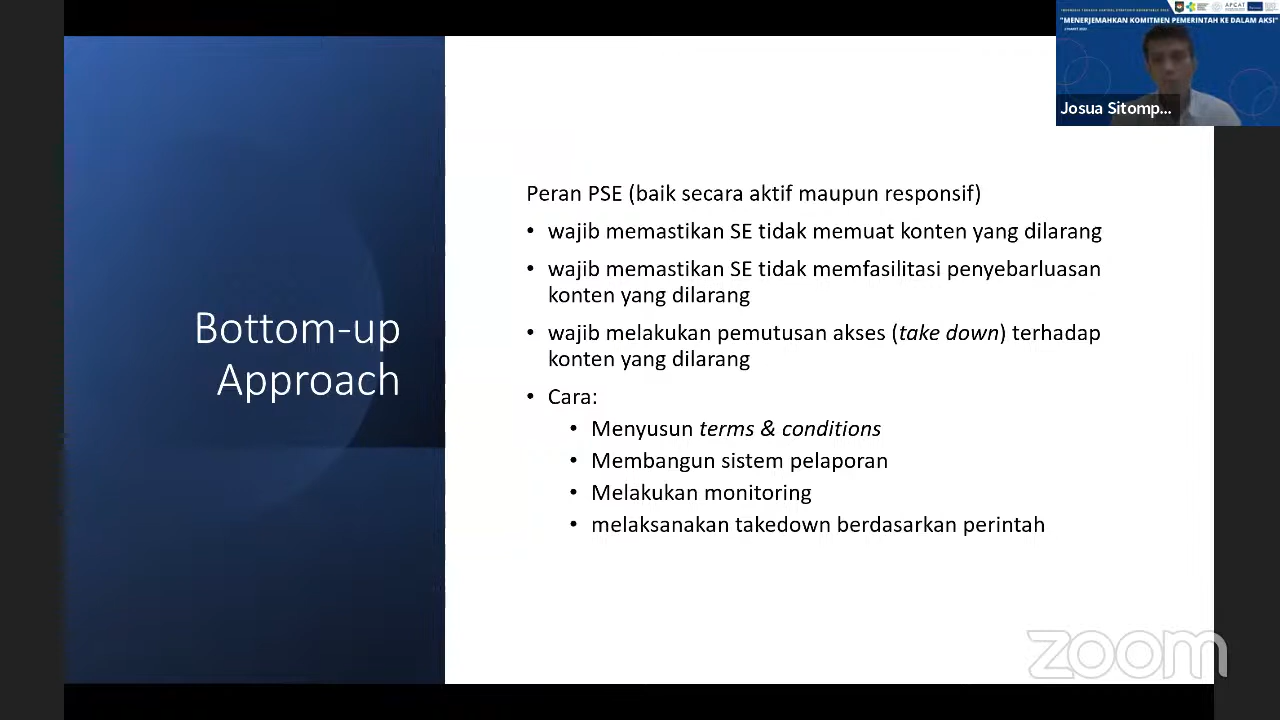 "MENERJEMAHKAN KOMITMEN PEMERINTAH KE DALAM AKSI"
APCAT
Josua Sitomp...
Bottom-up
Approach
Peran PSE (baik secara aktif maupun responsif)
• wajib memastikan SE tidak memuat konten yang dilarang
• wajib memastikan SE tidak memfasilitasi penyebarluasan
konten yang dilarang
• wajib melakukan pemutusan akses (take down) terhadap
konten yang dilarang
• Cara:
• Menyusun terms & conditions
• Membangun sistem pelaporan
• Melakukan monitoring
• melaksanakan takedown berdasarkan perintah
zoom